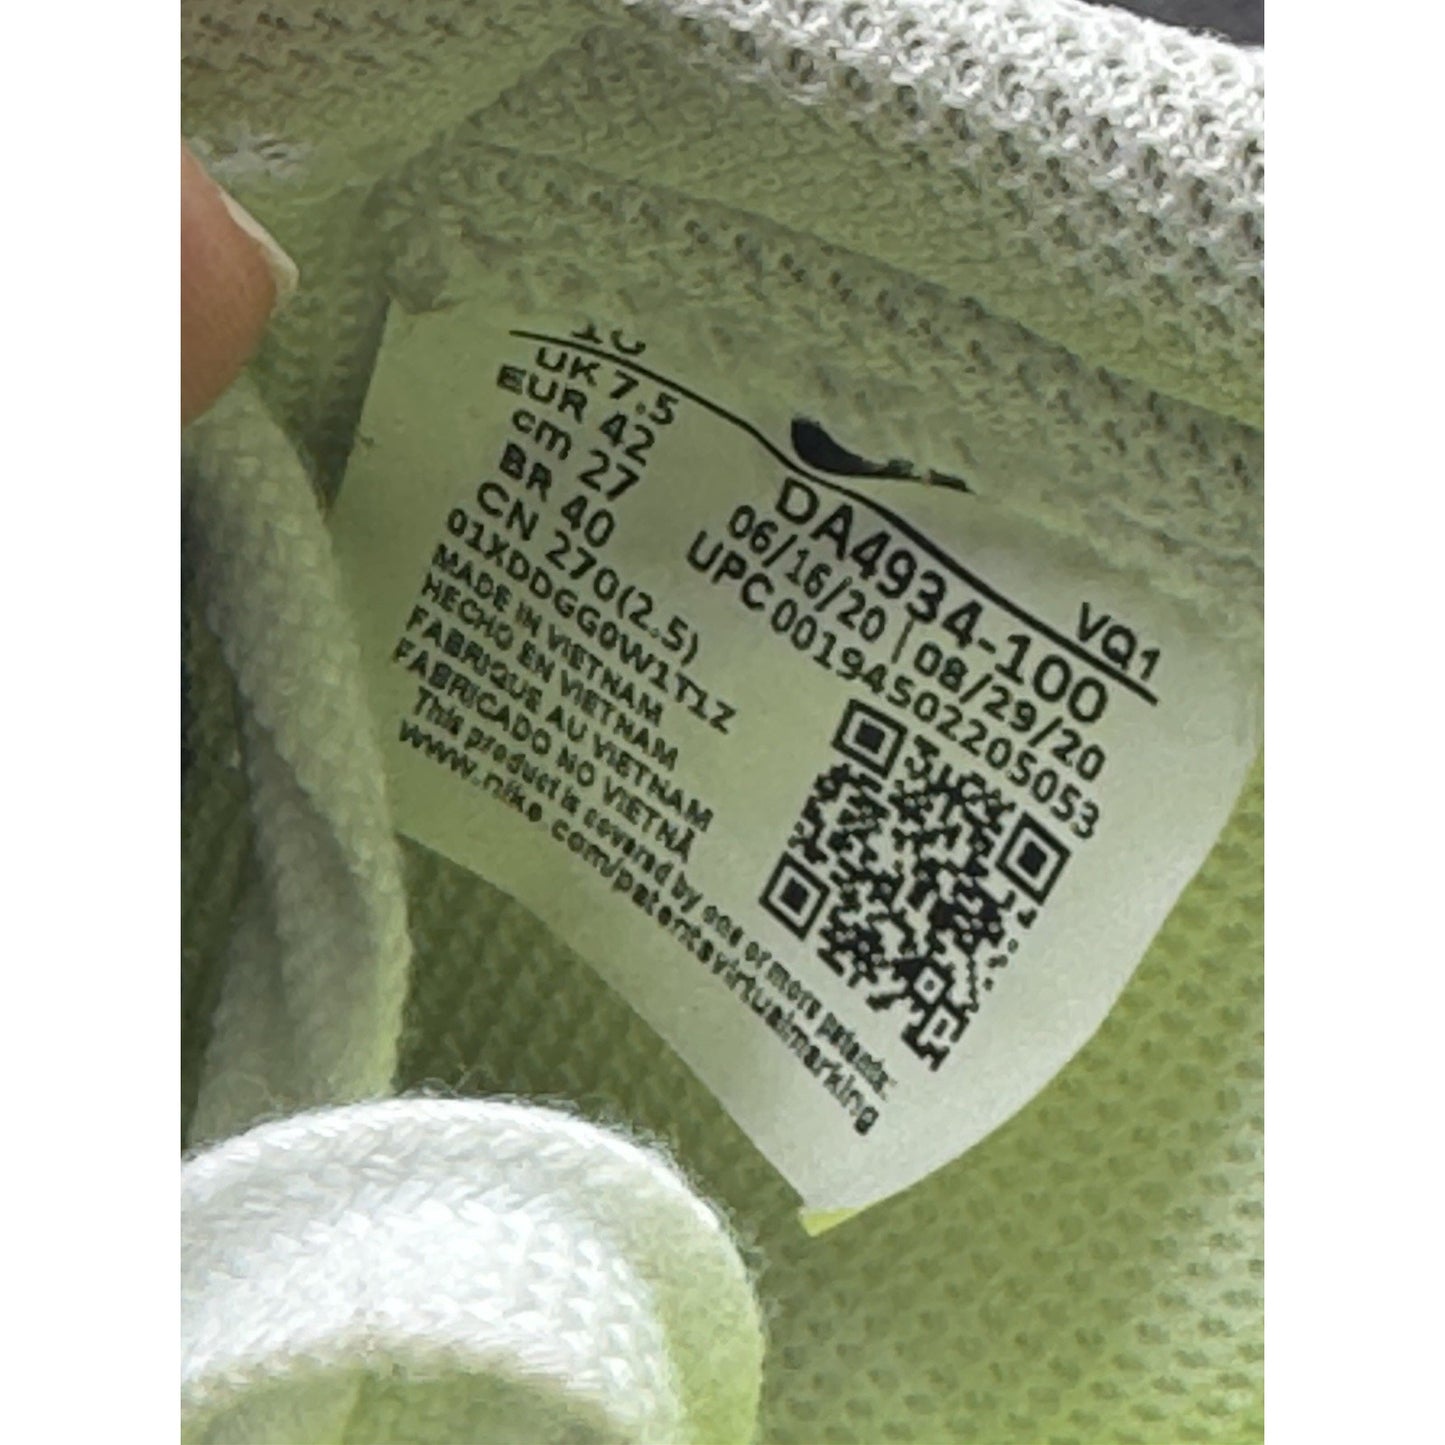 10
UK 7.5
EUR 42
cm 27
BR 40
CN 270(2.5)
01XDDGG0W1T1Z
MADE IN VIETNAM
HECHO EN VIETNAM
FABRIQUE AU VIETNAM
FABRICADO NO VIETNÃ
This product is covered by one or more patents:
www.nike.com/patentsvirtualmarking
VQ1
DA4934-100
06/16/20 | 08/29/20
UPC 00194502205053